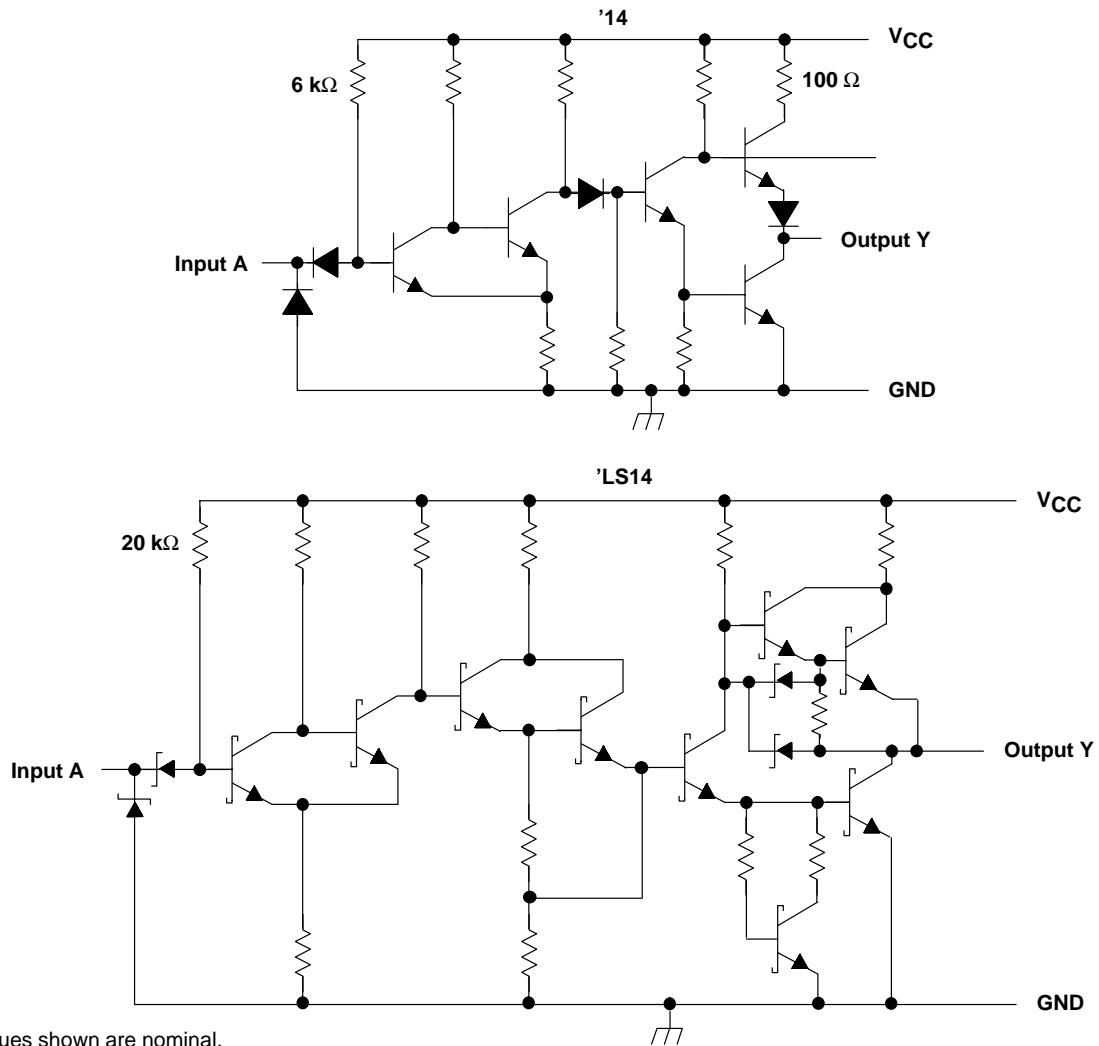 ’14
VCC
6 kΩ
100 Ω
Output Y
Input A
GND
’LS14
VCC
20 kΩ
Output Y
Input A
GND
ues shown are nominal.